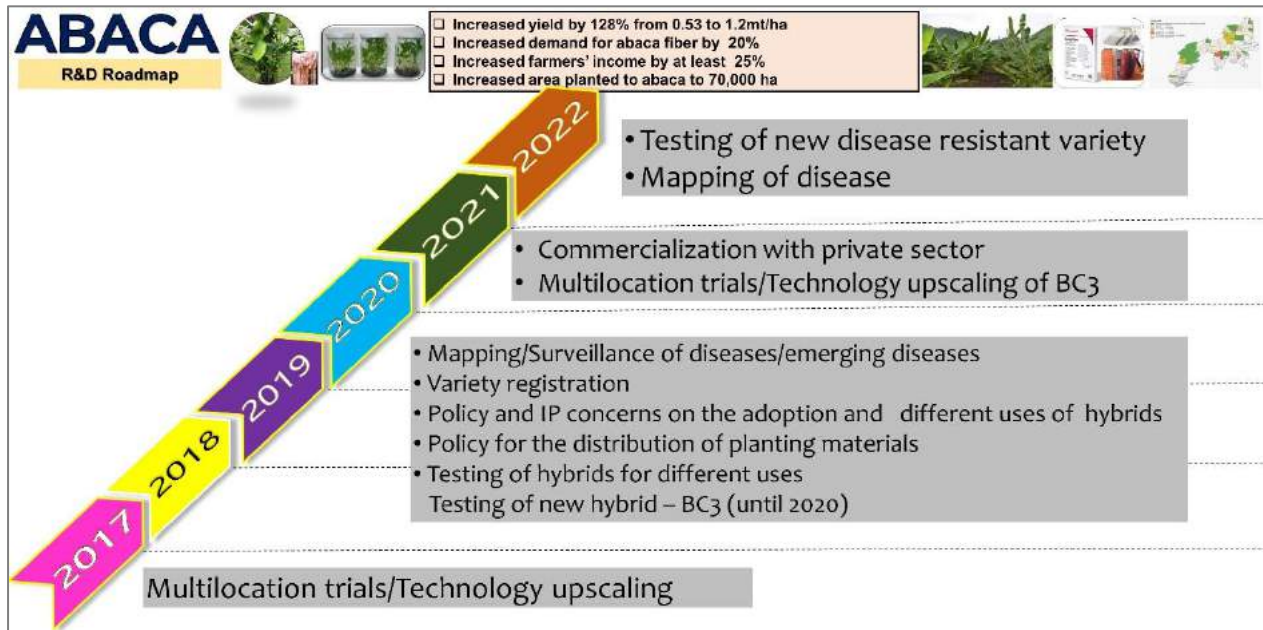 ABACA
R&D Roadmap
❑ Increased yield by 128% from 0.53 to 1.2mt/ha
❑ Increased demand for abaca fiber by 20%
❑ Increased farmers' income by at least 25%
❑ Increased area planted to abaca to 70,000 ha
2022
• Testing of new disease resistant variety
• Mapping of disease
2021
• Commercialization with private sector
• Multilocation trials/Technology upscaling of BC3
2020
2019
2018
• Mapping/Surveillance of diseases/emerging diseases
• Variety registration
• Policy and IP concerns on the adoption and different uses of hybrids
• Policy for the distribution of planting materials
• Testing of hybrids for different uses
Testing of new hybrid – BC3 (until 2020)
2017
Multilocation trials/Technology upscaling